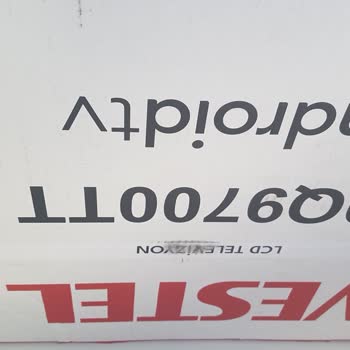 VESTEL
LCD TELEVİZYON
Q9700TT
droidtv